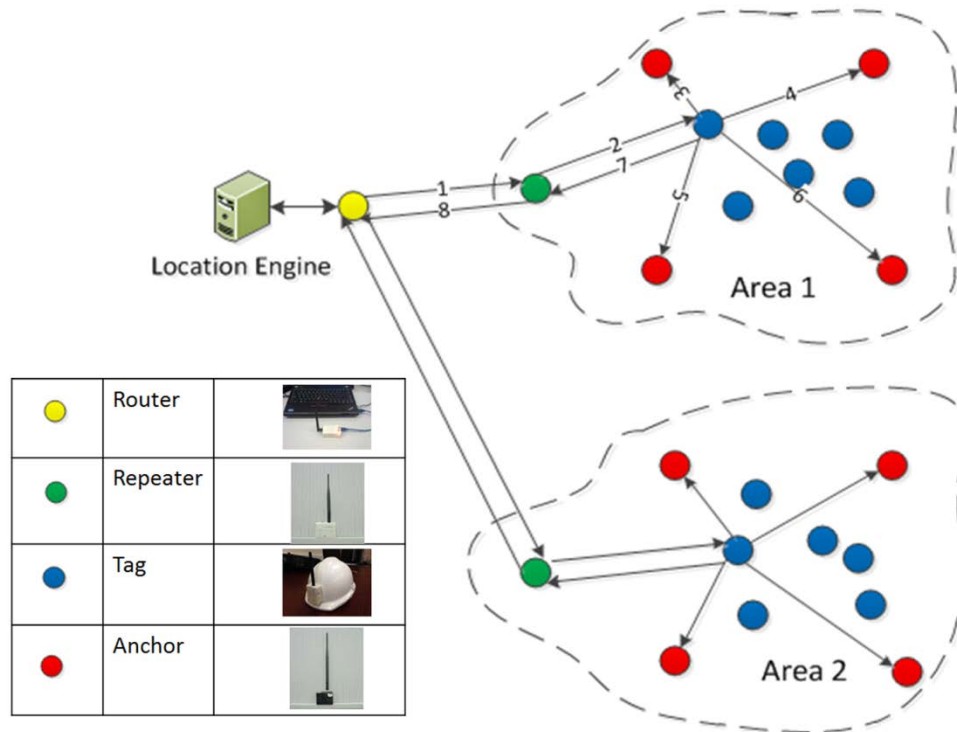 1
2
3
4
5
6
7
8
Location Engine
Area 1
Router
Repeater
Tag
Anchor
Area 2